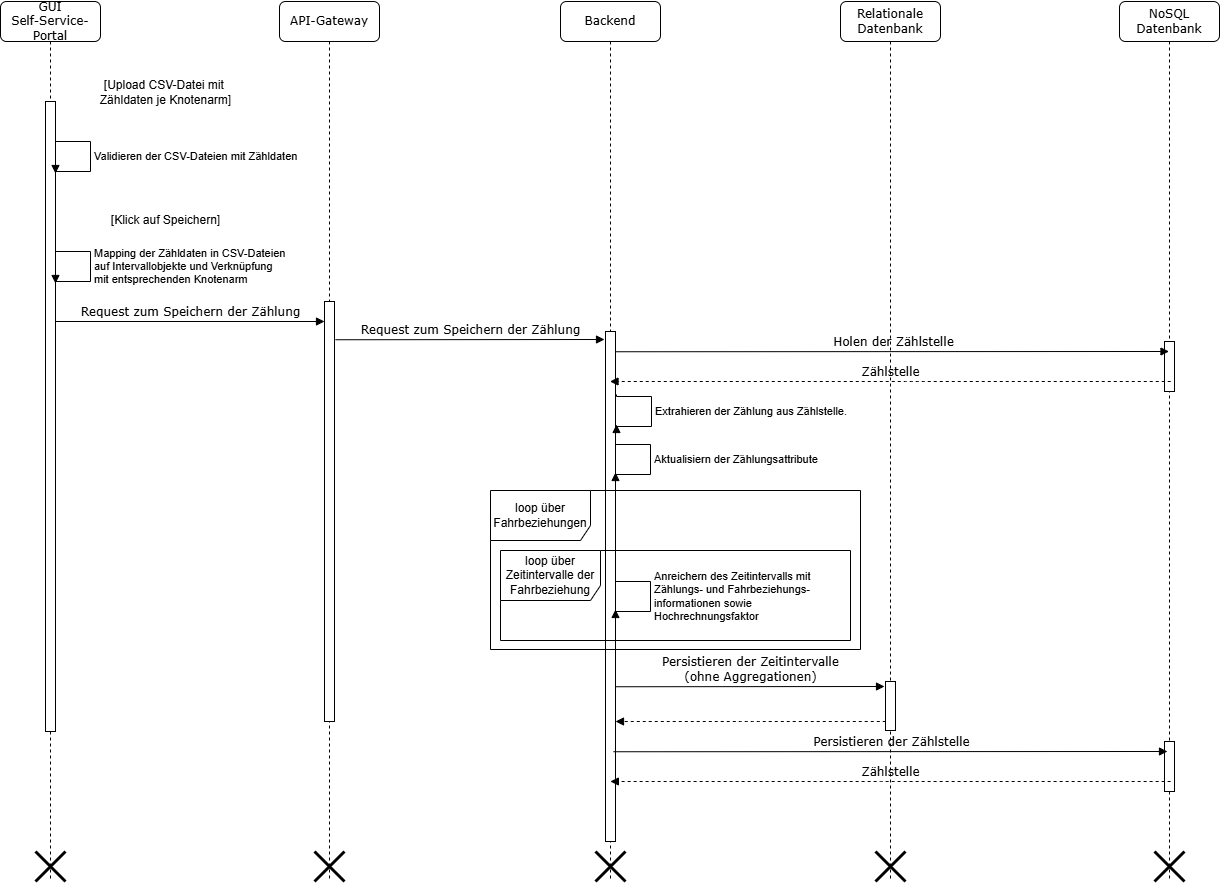 GUI
Self-Service-
Portal
API-Gateway
Backend
Relationale
Datenbank
NoSQL
Datenbank
[Upload CSV-Datei mit
Zähldaten je Knotenarm]
Validieren der CSV-Dateien mit Zähldaten
[Klick auf Speichern]
Mapping der Zähldaten in CSV-Dateien
auf Intervallobjekte und Verknüpfung
mit entsprechenden Knotenarm
Request zum Speichern der Zählung
Request zum Speichern der Zählung
Holen der Zählstelle
Zählstelle
Extrahieren der Zählung aus Zählstelle.
Aktualisiern der Zählungsattribute
loop über
Fahrbeziehungen
loop über
Zeitintervalle der
Fahrbeziehung
Anreichern des Zeitintervalls mit
Zählungs- und Fahrbeziehungs-
informationen sowie
Hochrechnungsfaktor
Persistieren der Zeitintervalle
(ohne Aggregationen)
Persistieren der Zählstelle
Zählstelle